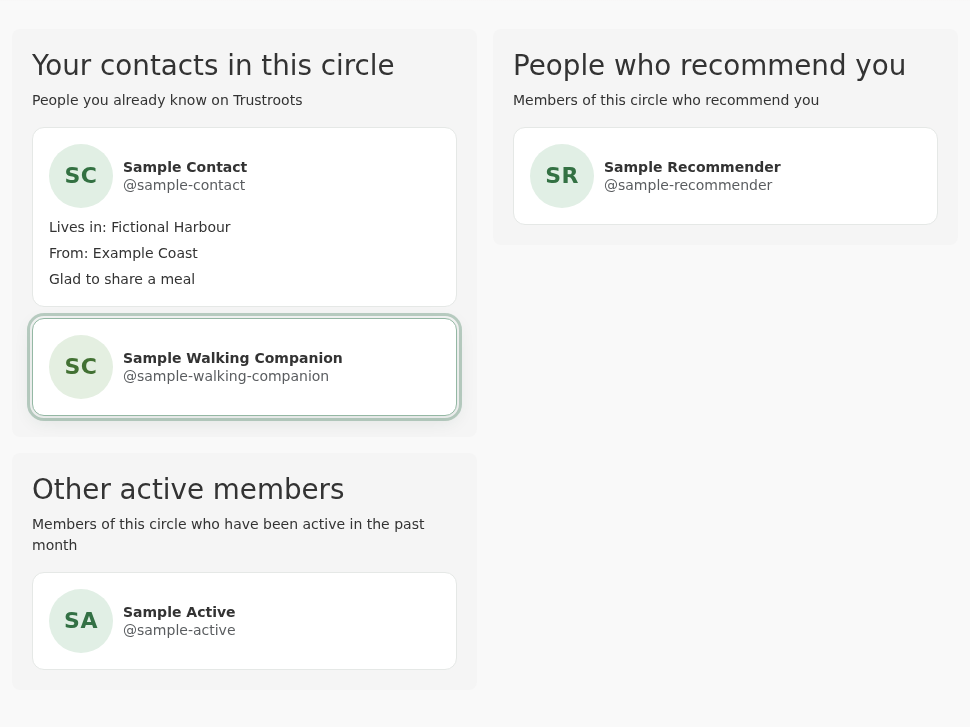 Your contacts in this circle
People you already know on Trustroots
SC
Sample Contact
@sample-contact
Lives in: Fictional Harbour
From: Example Coast
Glad to share a meal
SC
Sample Walking Companion
@sample-walking-companion
Other active members
Members of this circle who have been active in the past
month
SA
Sample Active
@sample-active
People who recommend you
Members of this circle who recommend you
SR
Sample Recommender
@sample-recommender